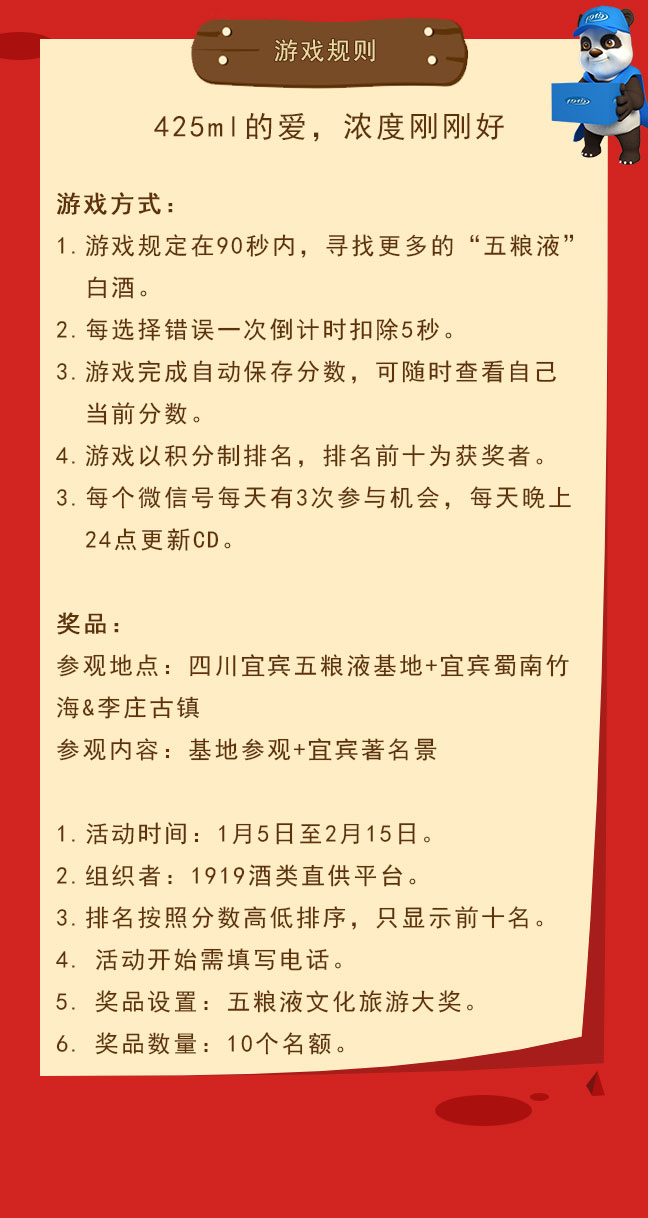 游戏规则
425ml的爱，浓度刚刚好
游戏方式：
1.游戏规定在90秒内，寻找更多的“五粮液”
白酒。
2.每选择错误一次倒计时扣除5秒。
3.游戏完成自动保存分数，可随时查看自己
当前分数。
4.游戏以积分制排名，排名前十为获奖者。
3.每个微信号每天有3次参与机会，每天晚上
24点更新CD。
奖品：
参观地点：四川宜宾五粮液基地+宜宾蜀南竹
海&李庄古镇
参观内容：基地参观+宜宾著名景
1.活动时间：1月5日至2月15日。
2.组织者：1919酒类直供平台。
3.排名按照分数高低排序，只显示前十名。
4. 活动开始需填写电话。
5. 奖品设置：五粮液文化旅游大奖。
6. 奖品数量：10个名额。